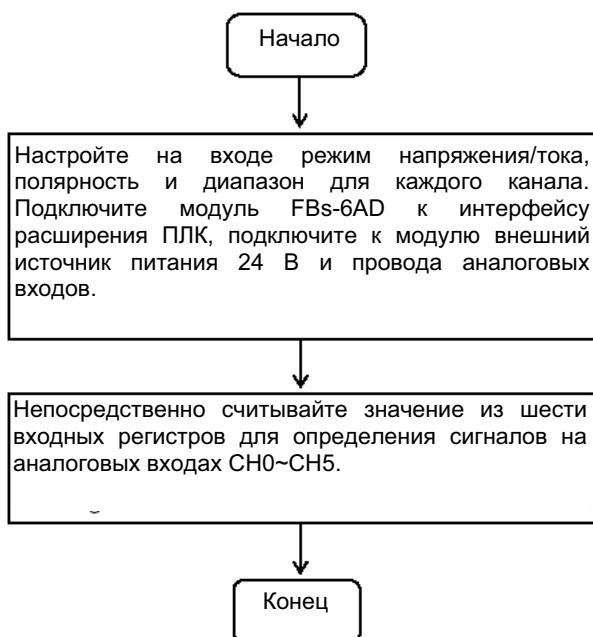 Начало
Настройте на входе режим напряжения/тока,
полярность и диапазон для каждого канала.
Подключите модуль FBs-6AD к интерфейсу
расширения ПЛК, подключите к модулю внешний
источник питания 24 В и провода аналоговых
входов.
Непосредственно считывайте значение из шести
входных регистров для определения сигналов на
аналоговых входах CH0~CH5.
Конец